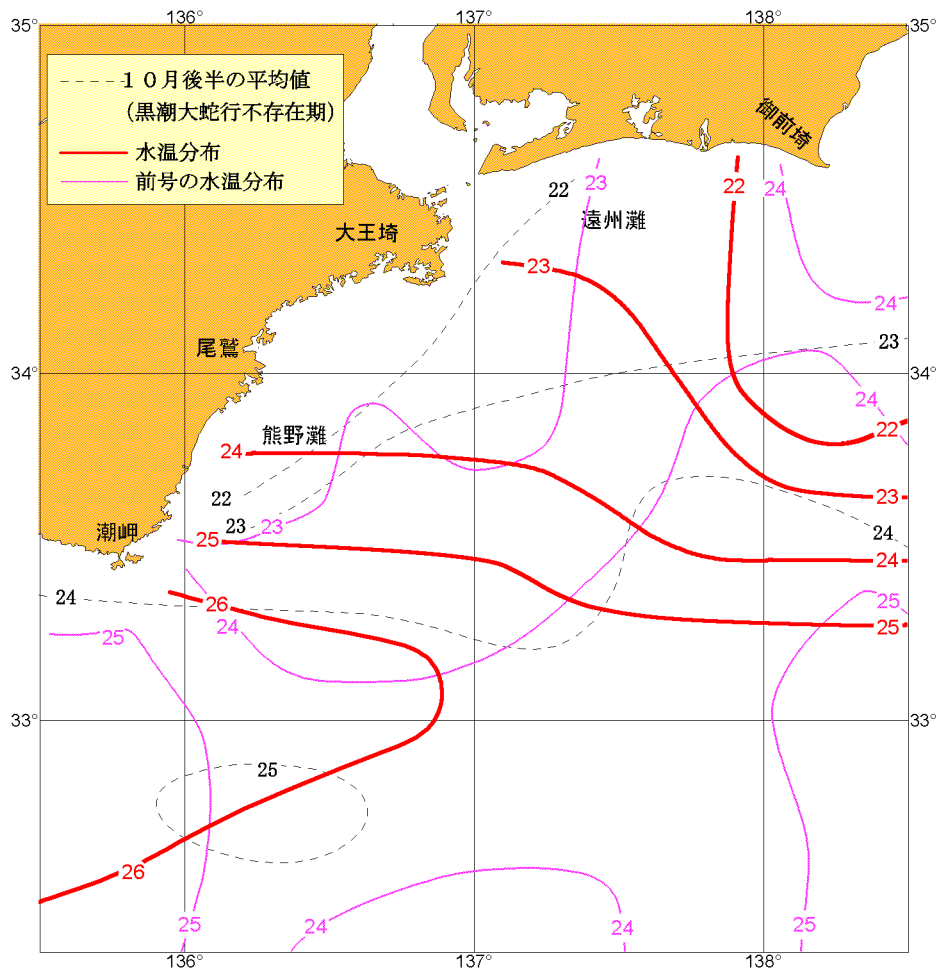 136° 137° 138°
35° 35°
- - - 10月後半の平均値
(黒潮大蛇行不存在期)
水温分布
前号の水温分布
御前埼
22 23 22 24
遠州灘
大王埼
23
24
尾鷲
23
34° 34°
24
22
熊野灘
24
22 23
23
潮岬
25
24
24
24 26
25
24
25
25
33° 33°
25
26
25 24 24 25
136° 137° 138°